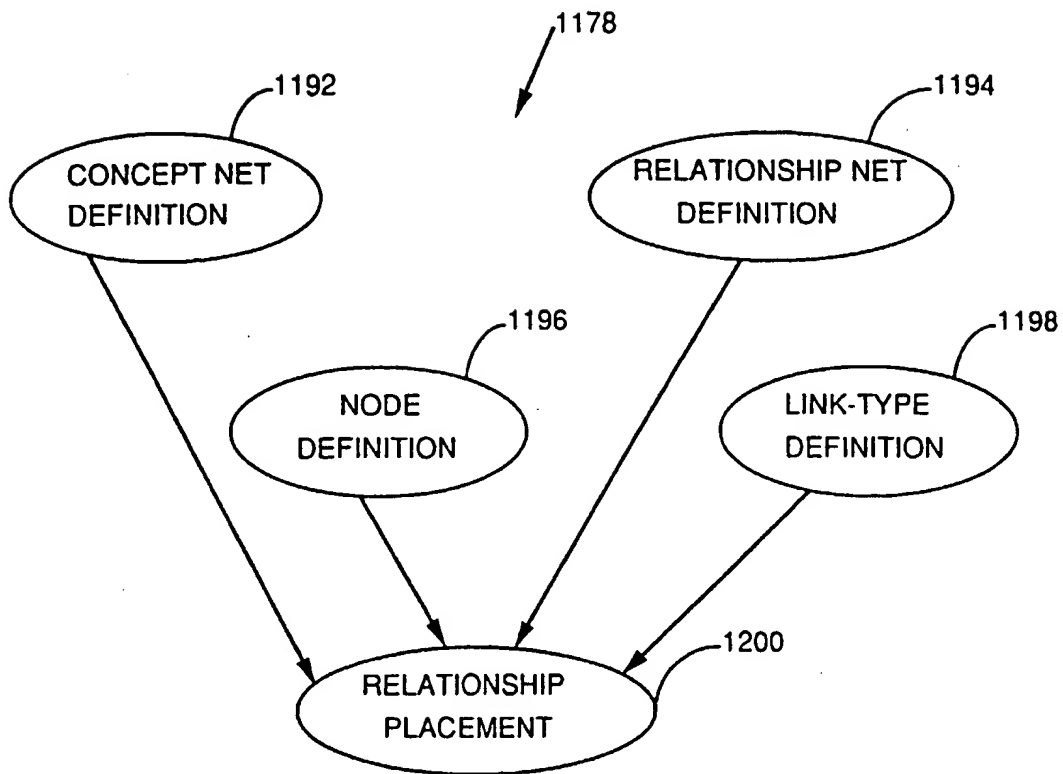 1178
1192
CONCEPT NET
DEFINITION
1194
RELATIONSHIP NET
DEFINITION
1196
NODE
DEFINITION
1198
LINK-TYPE
DEFINITION
1200
RELATIONSHIP
PLACEMENT